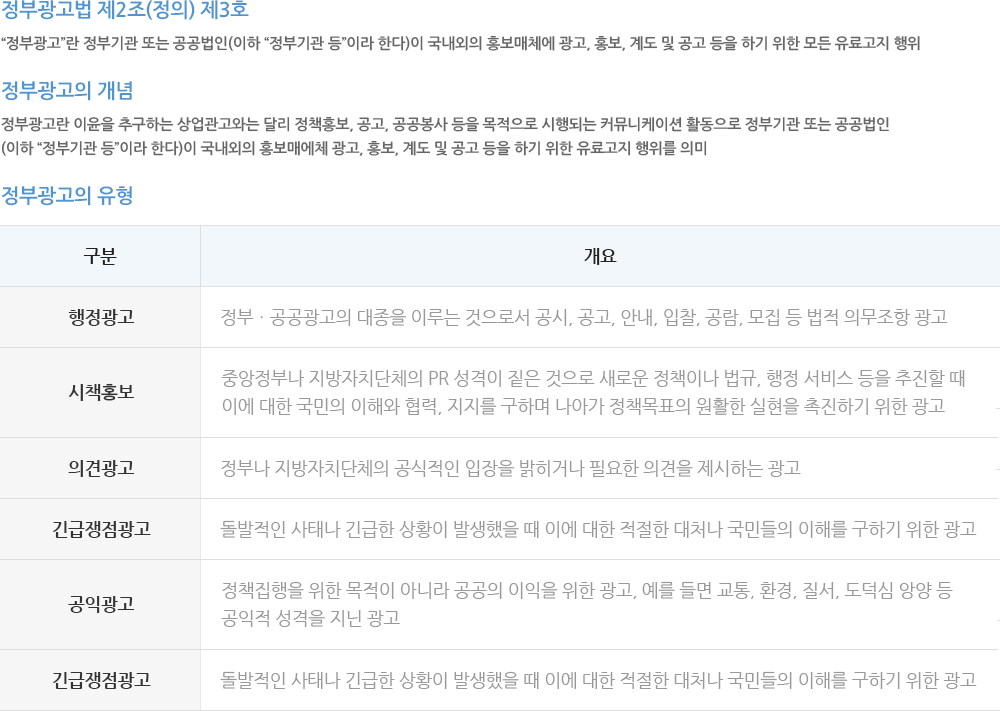 정부광고법 제2조(정의) 제3호
“정부광고”란 정부기관 또는 공공법인(이하 “정부기관 등”이라 한다)이 국내외의 홍보매체에 광고, 홍보, 계도 및 공고 등을 하기 위한 모든 유료고지 행위
정부광고의 개념
정부광고란 이윤을 추구하는 상업관고와는 달리 정책홍보, 공고, 공공봉사 등을 목적으로 시행되는 커뮤니케이션 활동으로 정부기관 또는 공공법인
(이하 “정부기관 등”이라 한다)이 국내외의 홍보매에체 광고, 홍보, 계도 및 공고 등을 하기 위한 유료고지 행위를 의미
정부광고의 유형
구분 개요
행정광고 정부 · 공공광고의 대종을 이루는 것으로서 공시, 공고, 안내, 입찰, 공람, 모집 등 법적 의무조항 광고
시책홍보 중앙정부나 지방자치단체의 PR 성격이 짙은 것으로 새로운 정책이나 법규, 행정 서비스 등을 추진할 때
이에 대한 국민의 이해와 협력, 지지를 구하며 나아가 정책목표의 원활한 실현을 촉진하기 위한 광고
의견광고 정부나 지방자치단체의 공식적인 입장을 밝히거나 필요한 의견을 제시하는 광고
긴급쟁점광고 돌발적인 사태나 긴급한 상황이 발생했을 때 이에 대한 적절한 대처나 국민들의 이해를 구하기 위한 광고
공익광고 정책집행을 위한 목적이 아니라 공공의 이익을 위한 광고, 예를 들면 교통, 환경, 질서, 도덕심 앙양 등
공익적 성격을 지닌 광고
긴급쟁점광고 돌발적인 사태나 긴급한 상황이 발생했을 때 이에 대한 적절한 대처나 국민들의 이해를 구하기 위한 광고